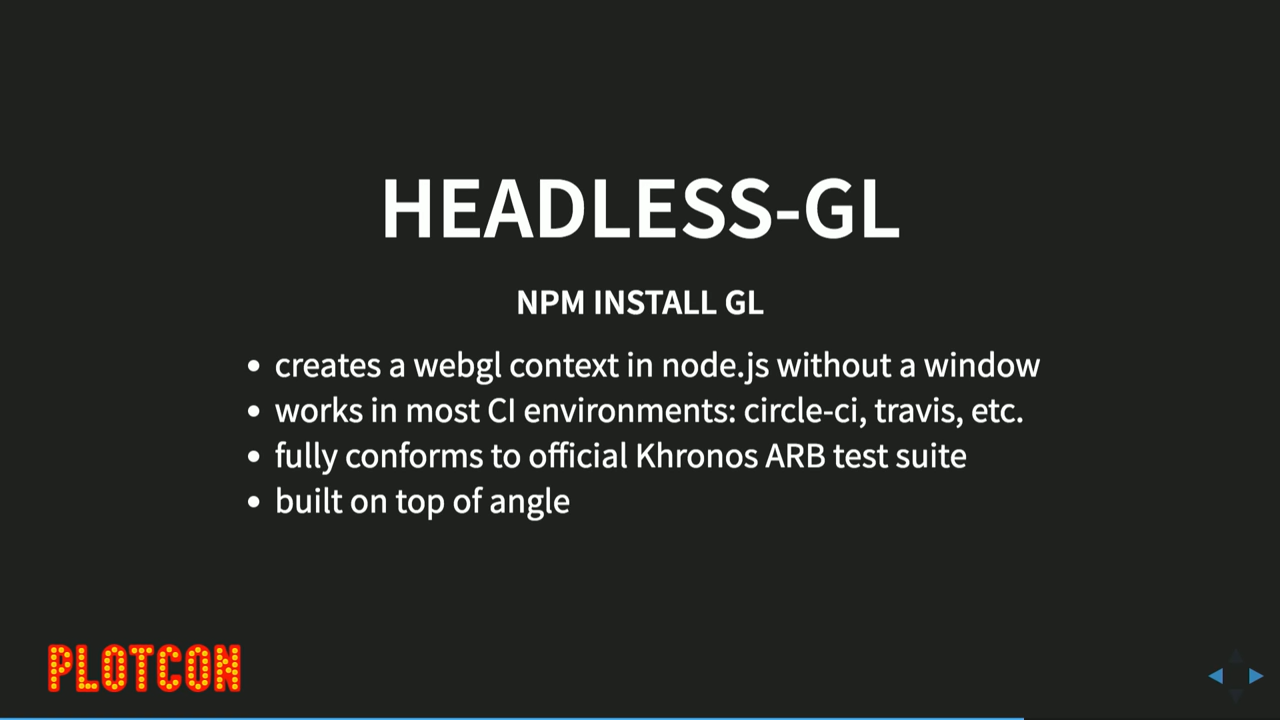 HEADLESS-GL
NPM INSTALL GL
• creates a webgl context in node.js without a window
• works in most CI environments: circle-ci, travis, etc.
• fully conforms to official Khronos ARB test suite
• built on top of angle
PLOTCON